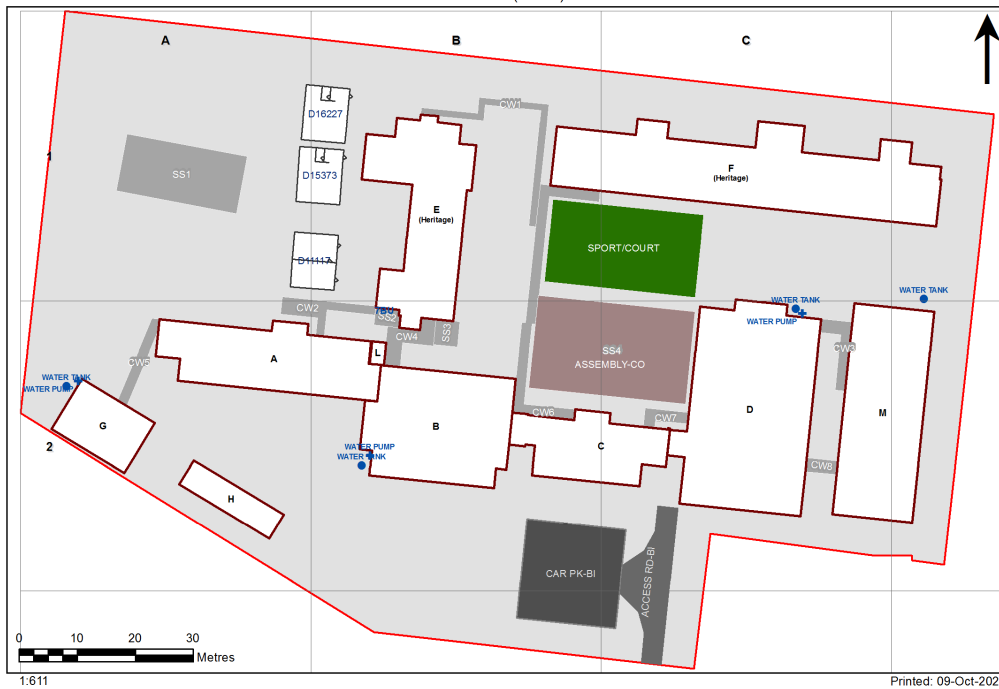 A
B
C
CW1
D16227
1
SS1
D15373
F
(Heritage)
E
(Heritage)
SPORT/COURT
D11117
WATER TANK
WATER TANK
CW2
SS2
WATER PUMP
CW4
SS3
CW3
SS4
ASSEMBLY-CO
L
A
CW5
WATER TANK
WATER PUMP
CW6
CW7
D
M
G
B
2
C
WATER PUMP
WATER TANK
CW8
H
CAR PK-BI
ACCESS RD-BI
0 10 20 30
Metres
1:611
Printed: 09-Oct-202